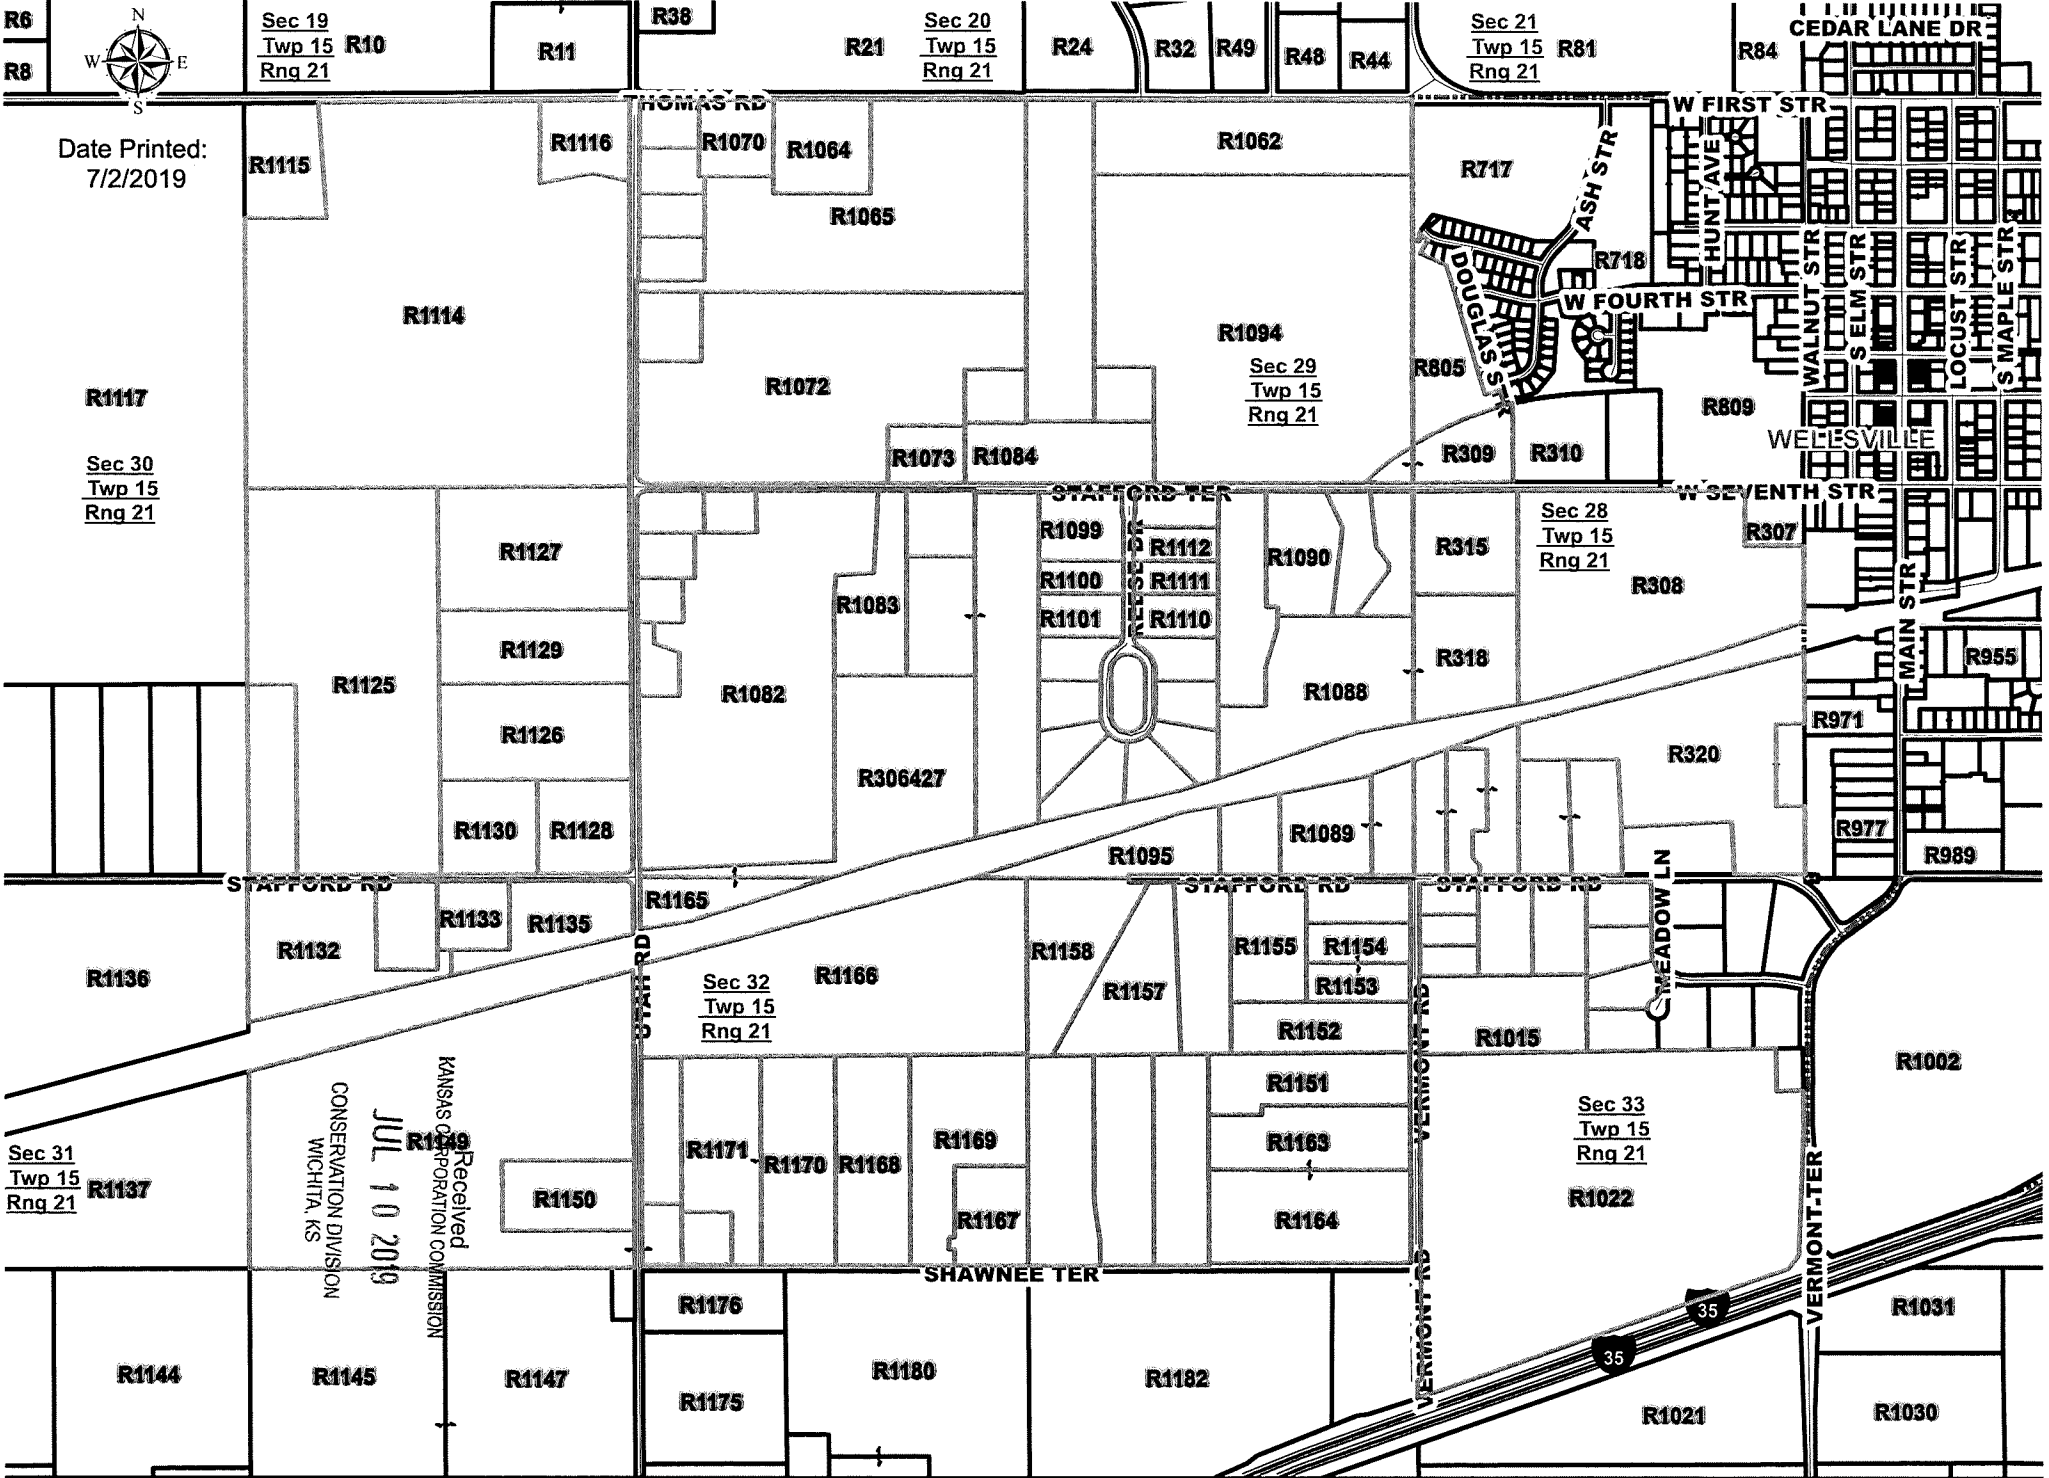 R6
Sec 19
Twp 15
Rng 21
R10
R11
R38
R21
Sec 20
Twp 15
Rng 21
R24
R32
R49
R48
R44
Sec 21
Twp 15
Rng 21
R81
R84
CEDAR LANE DR
R8
N
W
E
S
THOMAS RD
W FIRST STR
Date Printed:
7/2/2019
R1115
R1116
R1070
R1064
R1062
R717
ASH STR
HUNT AVE
R1065
R718
DOUGLAS STR
W FOURTH STR
WALNUT STR
S ELM STR
LOCUST STR
S MAPLE STR
R1114
R1094
Sec 29
Twp 15
Rng 21
R805
R1072
R1117
R809
WELLSVILLE
R1073
R1084
R309
R310
Sec 30
Twp 15
Rng 21
STAFFORD TER
W SEVENTH STR
Sec 28
Twp 15
Rng 21
R307
R1127
R1099
R1112
R1090
R315
R308
R1100
R1111
R1083
R1101
R1110
MAIN STR
R1129
R318
R955
R1125
R1082
R1088
R971
R1126
R320
R306427
R1130
R1128
R1089
R977
R1095
R989
STAFFORD RD
STAFFORD RD
STAFFORD RD
MEADOW LN
R1165
R1133
R1135
R1132
R1136
UTAH RD
R1166
Sec 32
Twp 15
Rng 21
R1158
R1157
R1155
R1154
R1153
R1152
VERMONT RD
R1015
R1002
R1151
Sec 33
Twp 15
Rng 21
VERMONT RD
R1149
R1171
R1170
R1168
R1169
R1163
Sec 31
Twp 15
Rng 21
R1137
R1150
R1167
R1164
R1022
VERMONT TER
Received
KANSAS CORPORATION COMMISSION
JUL 10 2019
CONSERVATION DIVISION
WICHITA, KS
SHAWNEE TER
VERMONT RD
R1176
35
35
R1031
R1144
R1145
R1147
R1180
R1182
R1175
R1021
R1030